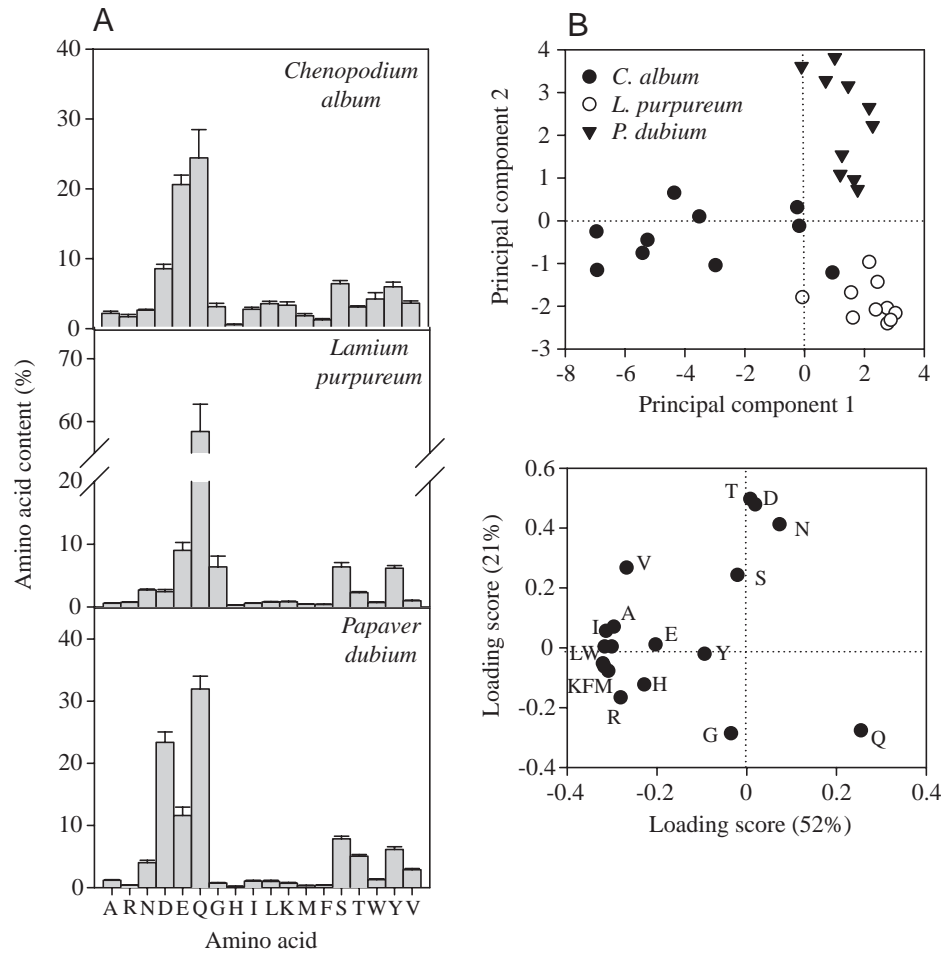 A
40
30
20
10
0
Chenopodium
album
70
60
20
10
0
Lamium
purpureum
40
30
20
10
0
Papaver
dubium
Amino acid content (%)
A R N D E Q G H I L K M F S T W Y V
Amino acid
B
4
3
2
1
0
-1
-2
-3
C. album
L. purpureum
P. dubium
Principal component 2
-8 -6 -4 -2 0 2 4
Principal component 1
0.6
0.4
0.2
0
-0.2
-0.4
T D
N
V
S
A
I
E
LW
Y
KFM
H
R
G
Q
Loading score (21%)
-0.4 -0.2 0 0.2 0.4
Loading score (52%)